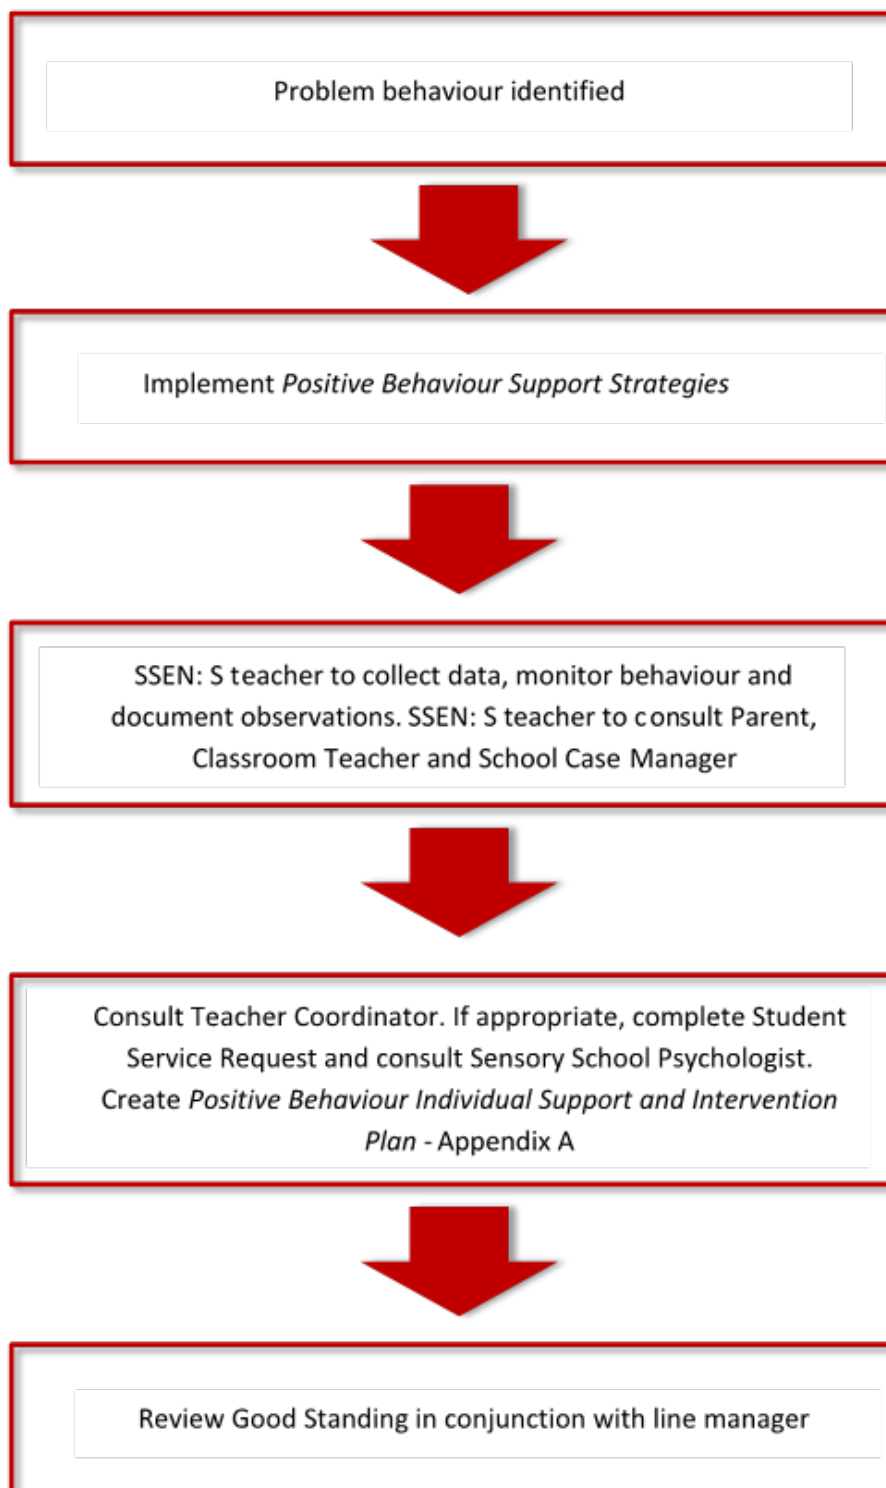 Problem behaviour identified
Implement Positive Behaviour Support Strategies
SSEN: S teacher to collect data, monitor behaviour and
document observations. SSEN: S teacher to consult Parent,
Classroom Teacher and School Case Manager
Consult Teacher Coordinator. If appropriate, complete Student
Service Request and consult Sensory School Psychologist.
Create Positive Behaviour Individual Support and Intervention
Plan - Appendix A
Review Good Standing in conjunction with line manager